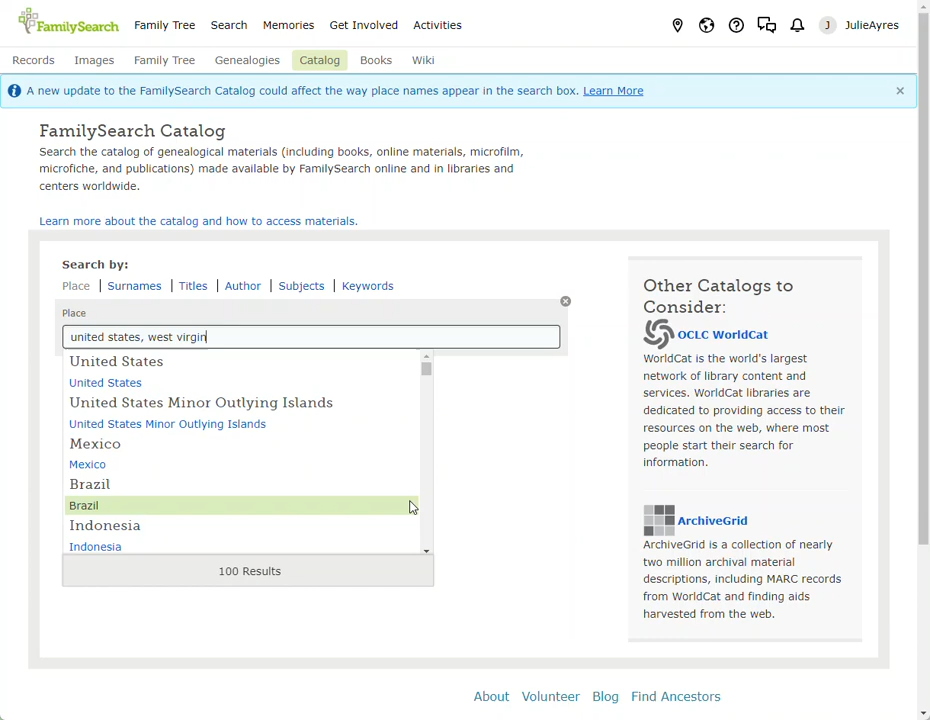 FamilySearch
Family Tree Search Memories Get Involved Activities
J JulieAyres
Records Images Family Tree Genealogies Catalog Books Wiki
A new update to the FamilySearch Catalog could affect the way place names appear in the search box. Learn More
FamilySearch Catalog
Search the catalog of genealogical materials (including books, online materials, microfilm,
microfiche, and publications) made available by FamilySearch online and in libraries and
centers worldwide.
Learn more about the catalog and how to access materials.
Search by:
Place | Surnames | Titles | Author | Subjects | Keywords
Place
united states, west virgin
United States
United States
United States Minor Outlying Islands
United States Minor Outlying Islands
Mexico
Mexico
Brazil
Brazil
Indonesia
Indonesia
100 Results
Other Catalogs to
Consider:
OCLC WorldCat
WorldCat is the world's largest
network of library content and
services. WorldCat libraries are
dedicated to providing access to their
resources on the web, where most
people start their search for
information.
ArchiveGrid
ArchiveGrid is a collection of nearly
two million archival material
descriptions, including MARC records
from WorldCat and finding aids
harvested from the web.
About Volunteer Blog Find Ancestors